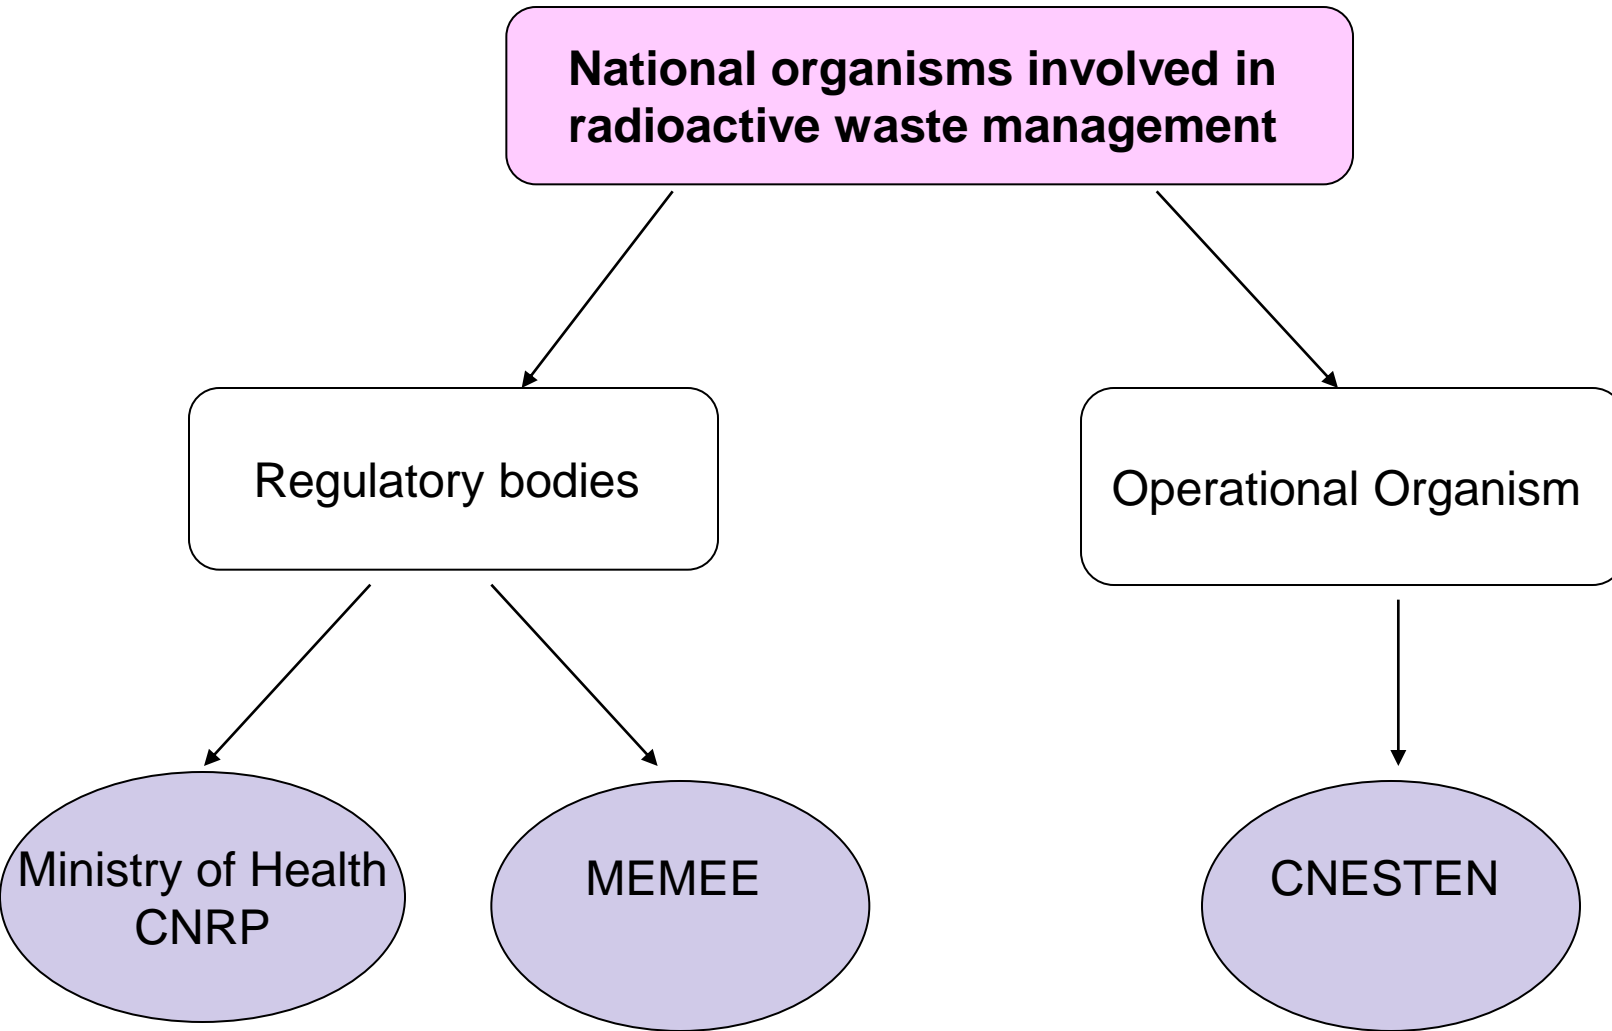 National organisms involved in
radioactive waste management
Regulatory bodies
Operational Organism
Ministry of Health
CNRP
MEMEE
CNESTEN